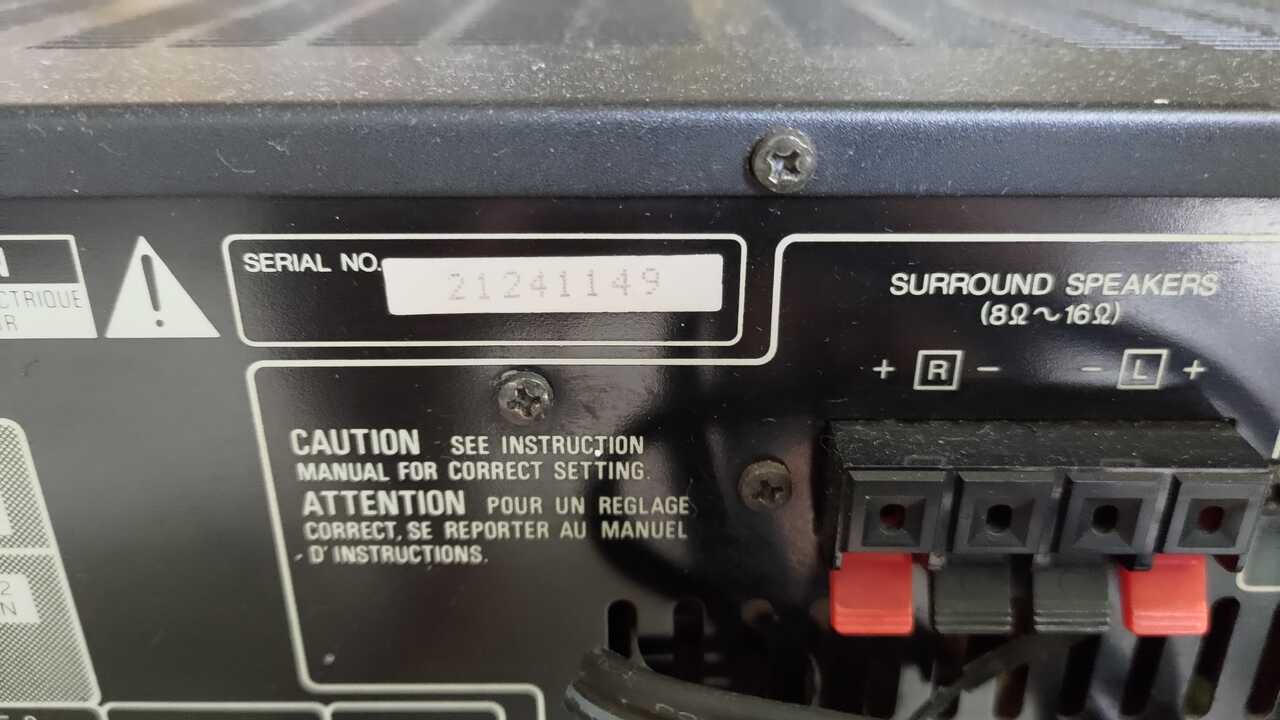 CTRIQUE
SERIAL NO.
21241149
SURROUND SPEAKERS
(8Ω~16Ω)
+ R - - L +
CAUTION SEE INSTRUCTION
MANUAL FOR CORRECT SETTING.
ATTENTION POUR UN REGLAGE
CORRECT, SE REPORTER AU MANUEL
D'INSTRUCTIONS.